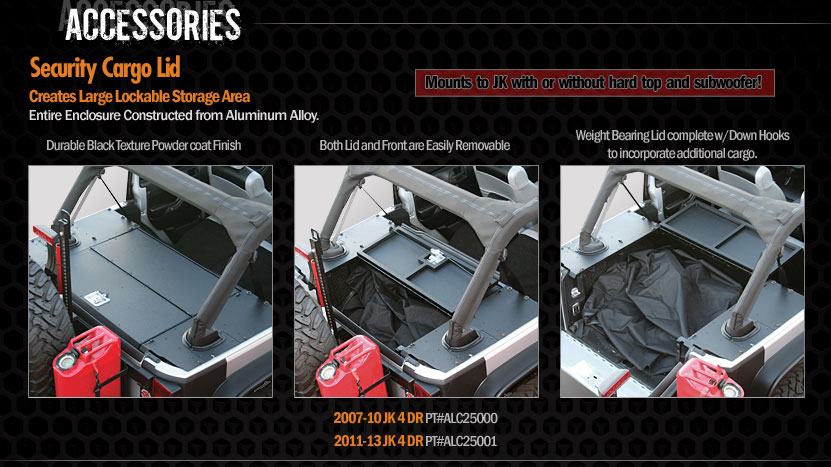 ACCESSORIES
Security Cargo Lid
Mounts to JK with or without hard top and subwoofer!
Creates Large Lockable Storage Area
Entire Enclosure Constructed from Aluminum Alloy.
Durable Black Texture Powder coat Finish
Both Lid and Front are Easily Removable
Weight Bearing Lid complete w/Down Hooks
to incorporate additional cargo.
2007-10 JK 4 DR PT#ALC25000
2011-13 JK 4 DR PT#ALC25001